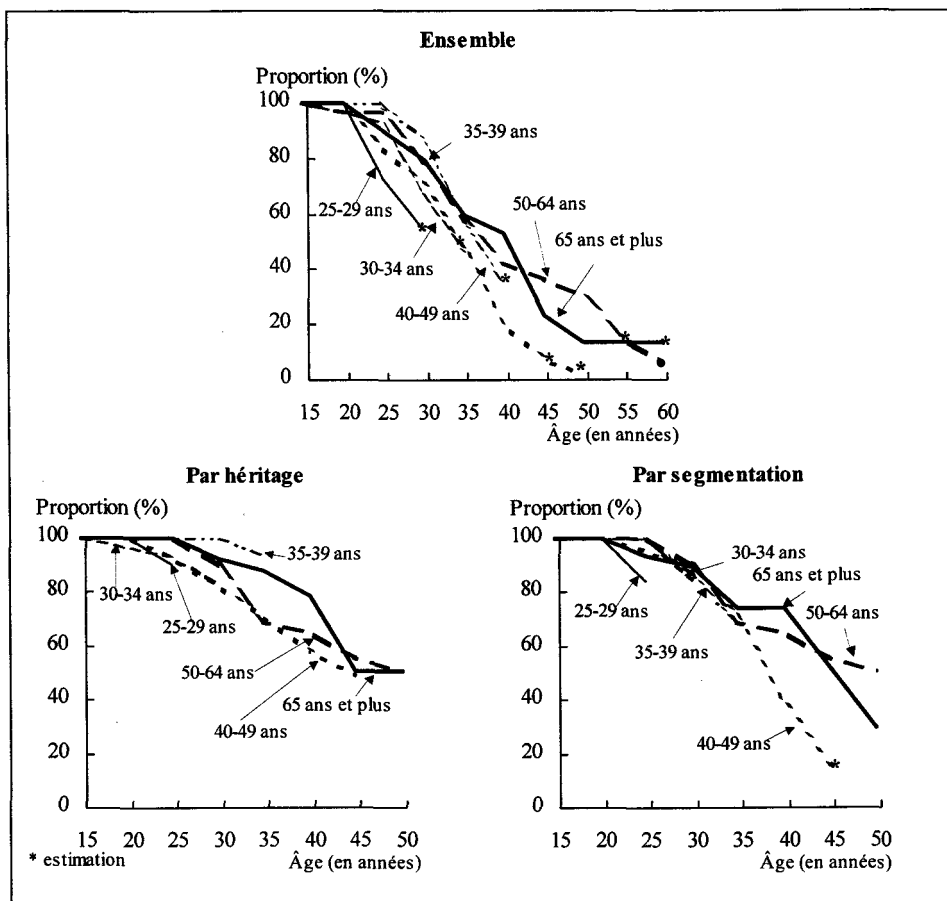 Ensemble
Proportion (%)
100
80
60
40
20
0
35-39 ans
25-29 ans
50-64 ans
65 ans et plus
30-34 ans
40-49 ans
15 20 25 30 35 40 45 50 55 60
Âge (en années)
Par héritage
Proportion (%)
100
80
60
40
20
0
35-39 ans
30-34 ans
25-29 ans
50-64 ans
65 ans et plus
40-49 ans
15 20 25 30 35 40 45 50
* estimation
Âge (en années)
Par segmentation
Proportion (%)
100
80
60
40
20
0
30-34 ans
65 ans et plus
25-29 ans
50-64 ans
35-39 ans
40-49 ans
15 20 25 30 35 40 45 50
Âge (en années)